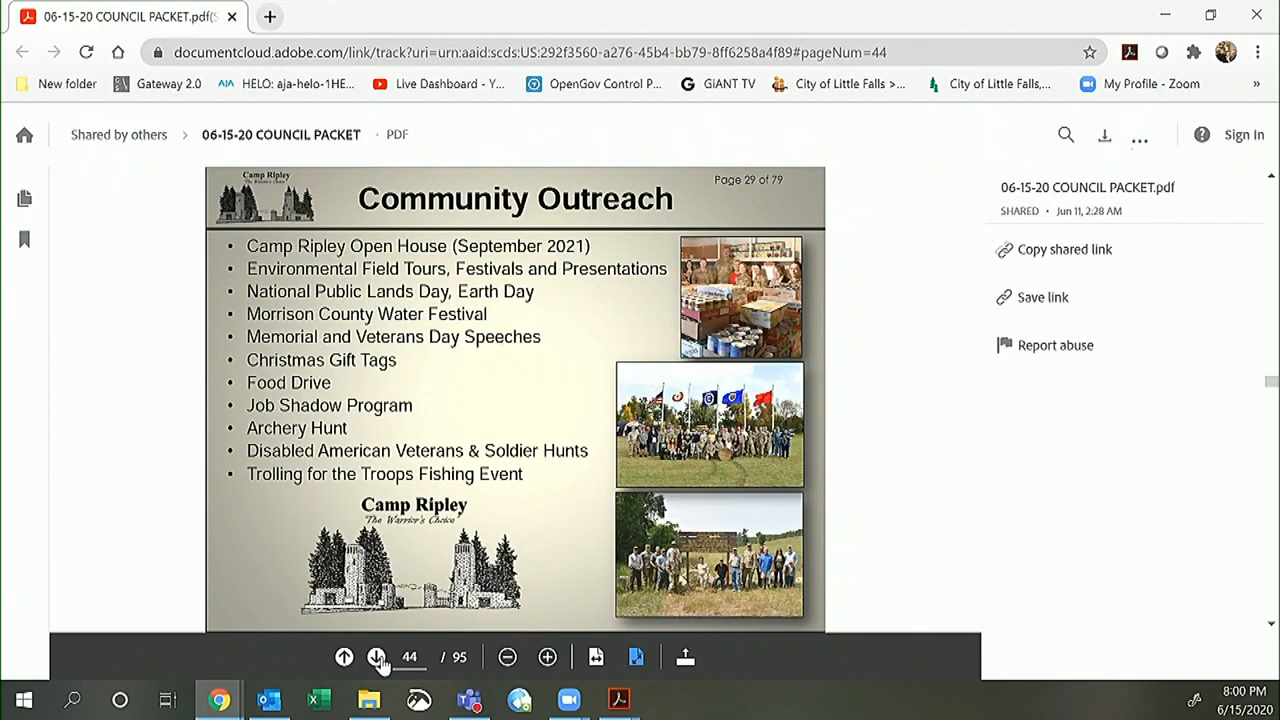 06-15-20 COUNCIL PACKET.pdf(S
documentcloud.adobe.com/link/track?uri=urn:aaid:scds:US:292f3560-a276-45b4-bb79-8ff6258a4f89#pageNum=44
New folder
Gateway 2.0
AJA HELO: aja-helo-1HE...
Live Dashboard - Y...
OpenGov Control P...
G GIANT TV
City of Little Falls >...
City of Little Falls,...
My Profile - Zoom
»
Shared by others > 06-15-20 COUNCIL PACKET · PDF
Sign In
Camp Ripley
"The Warrior's Choice"
Community Outreach
Page 29 of 79
• Camp Ripley Open House (September 2021)
• Environmental Field Tours, Festivals and Presentations
• National Public Lands Day, Earth Day
• Morrison County Water Festival
• Memorial and Veterans Day Speeches
• Christmas Gift Tags
• Food Drive
• Job Shadow Program
• Archery Hunt
• Disabled American Veterans & Soldier Hunts
• Trolling for the Troops Fishing Event
Camp Ripley
"The Warrior's Choice"
06-15-20 COUNCIL PACKET.pdf
SHARED • Jun 11, 2:28 AM
Copy shared link
Save link
Report abuse
44 / 95
8:00 PM
6/15/2020